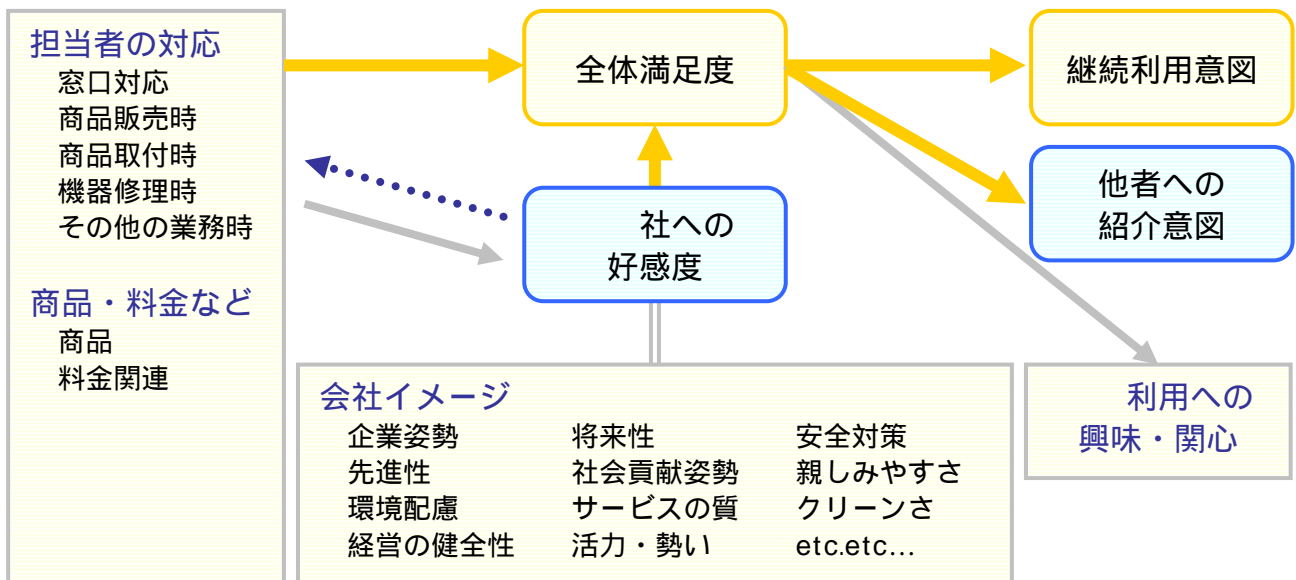 担当者の対応
窓口対応
商品販売時
商品取付時
機器修理時
その他の業務時
商品・料金など
商品
料金関連
全体満足度
社への
好感度
継続利用意図
他者への
紹介意図
利用への
興味・関心
会社イメージ
企業姿勢 将来性 安全対策
先進性 社会貢献姿勢 親しみやすさ
環境配慮 サービスの質 クリーンさ
経営の健全性 活力・勢い etc.etc…